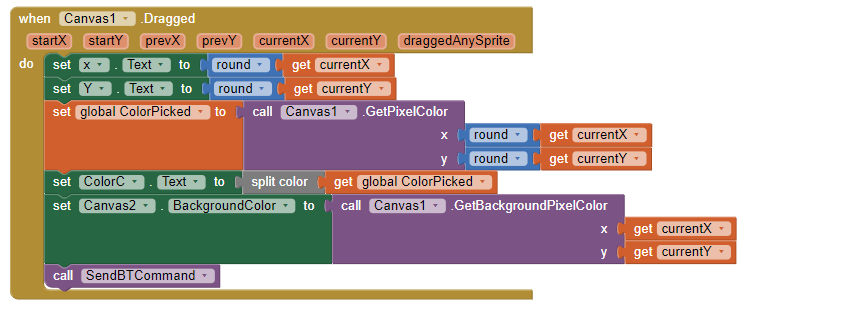 when Canvas1 .Dragged
startX startY prevX prevY currentX currentY draggedAnySprite
do set x . Text to round get currentX
set Y . Text to round get currentY
set global ColorPicked to call Canvas1 .GetPixelColor
x round get currentX
y round get currentY
set ColorC . Text to split color get global ColorPicked
set Canvas2 . BackgroundColor to call Canvas1 .GetBackgroundPixelColor
x get currentX
y get currentY
call SendBTCommand